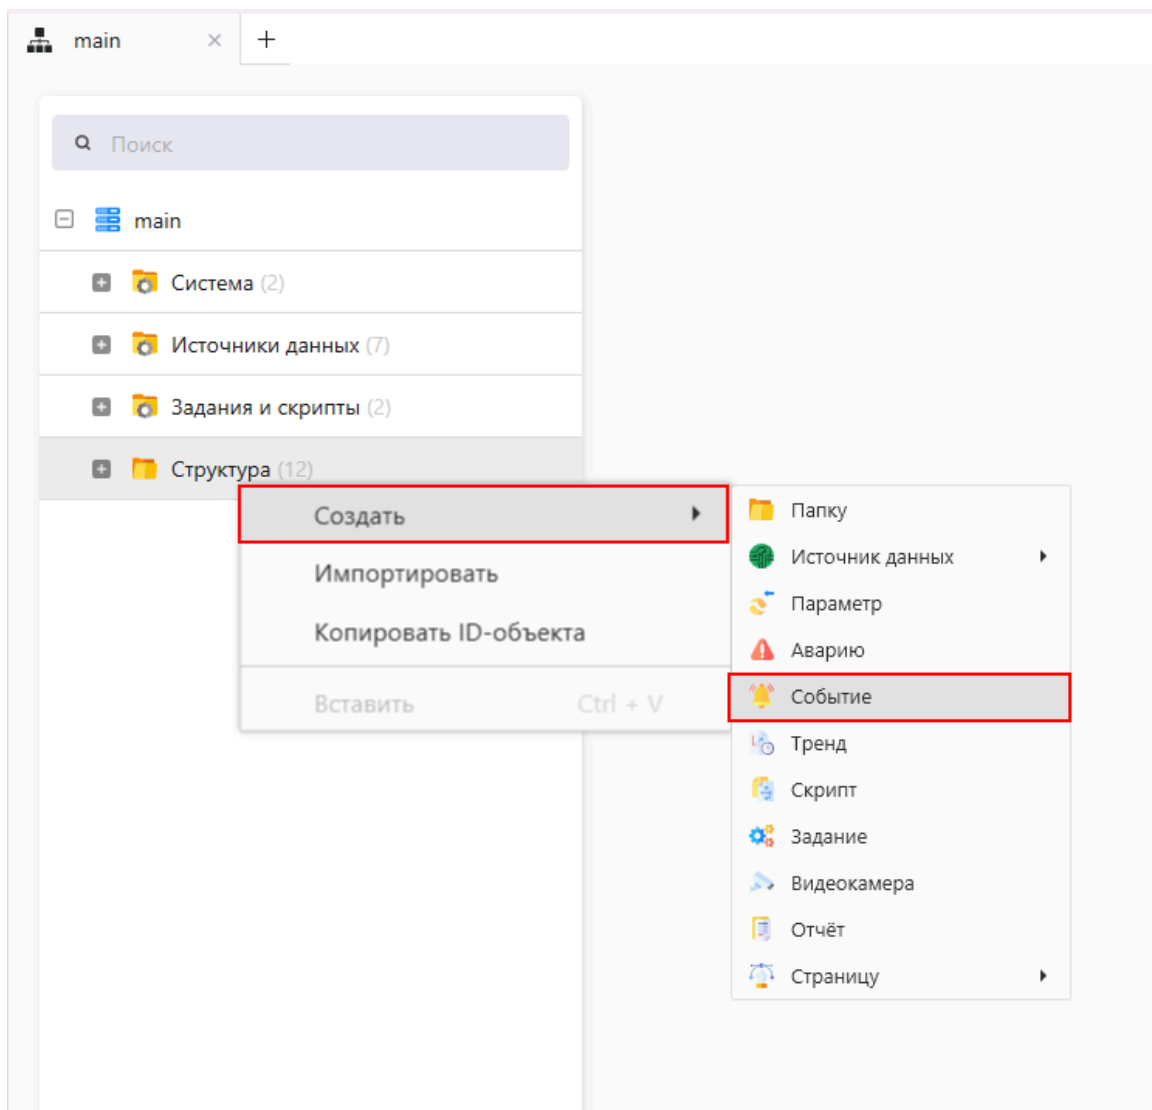 main
Поиск
main
Система (2)
Источники данных (7)
Задания и скрипты (2)
Структура (12)
Создать
Импортировать
Копировать ID-объекта
Вставить Ctrl + V
Папку
Источник данных
Параметр
Аварию
Событие
Тренд
Скрипт
Задание
Видеокамера
Отчёт
Страницу